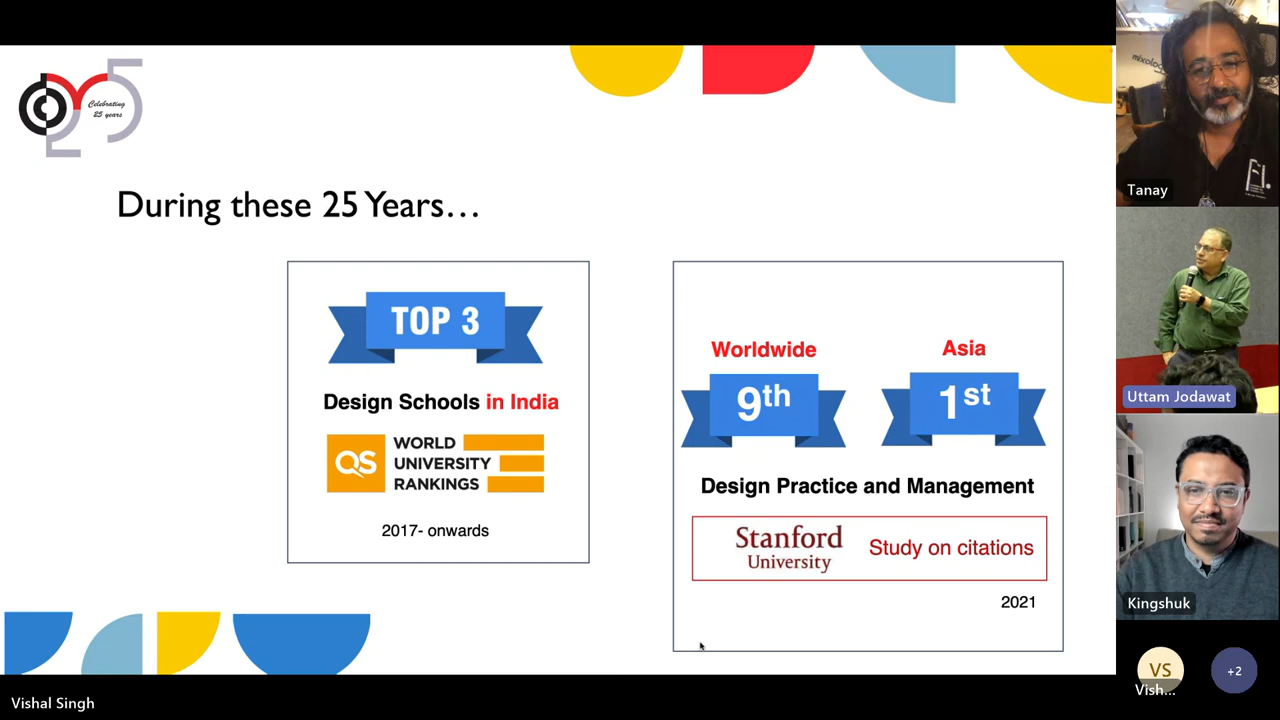 Celebrating
25 years
During these 25 Years...
TOP 3
Design Schools in India
QS
WORLD
UNIVERSITY
RANKINGS
2017- onwards
Worldwide
Asia
9th
1st
Design Practice and Management
Stanford
University
Study on citations
2021
Tanay
Uttam Jodawat
Kingshuk
VS
Vish...
+2
Vishal Singh